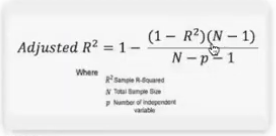 Adjusted R² = 1 − (1 − R²)(N − 1) / N − p − 1
Where
R² Sample R-Squared
N Total Sample Size
p Number of independent
variable